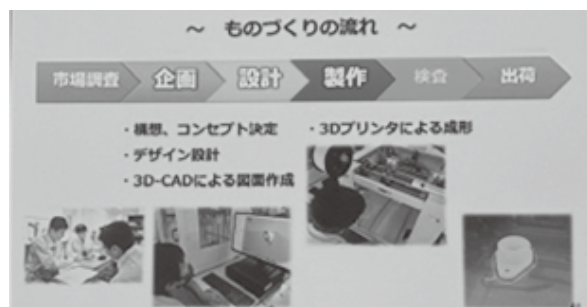 ～ ものづくりの流れ ～
市場調査 企画 設計 製作 検査 出荷
・構想、コンセプト決定
・デザイン設計
・3D-CADによる図面作成
・3Dプリンタによる成形